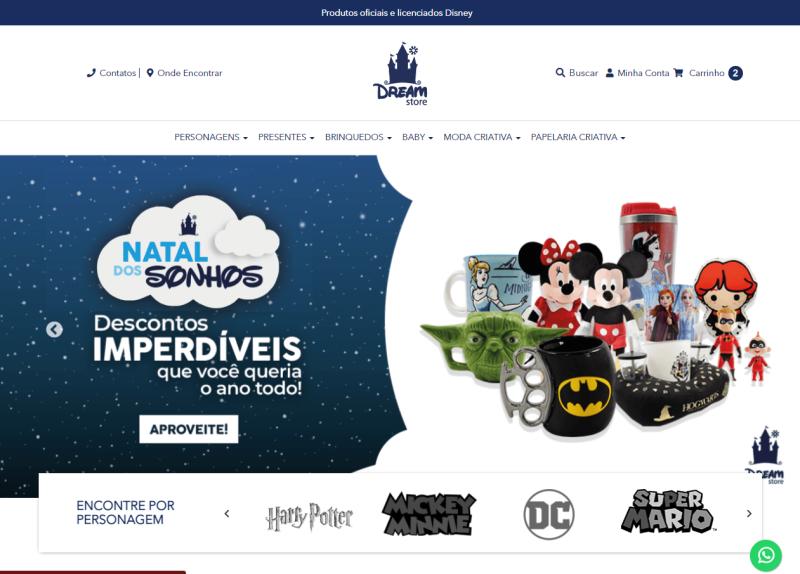 Produtos oficiais e licenciados Disney
Contatos | Onde Encontrar
DREAM
store
Buscar Minha Conta Carrinho 2
PERSONAGENS PRESENTES BRINQUEDOS BABY MODA CRIATIVA PAPELARIA CRIATIVA
NATAL
DOS SONHOS
Descontos
IMPERDÍVEIS
que você queria
o ano todo!
APROVEITE!
HOGWARTS
DREAM
store
ENCONTRE POR
PERSONAGEM
Harry Potter
MICKEY
MINNIE
DC
SUPER
MARIO